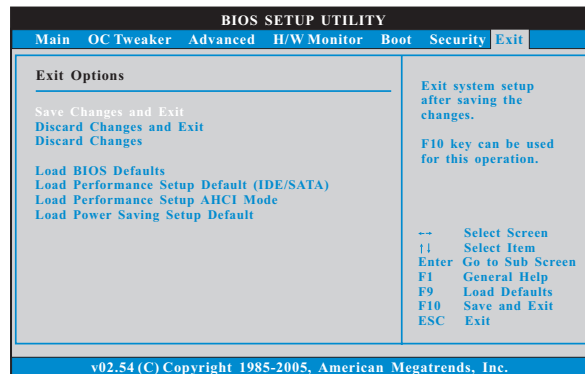 BIOS SETUP UTILITY
Main OC Tweaker Advanced H/W Monitor Boot Security Exit
Exit Options
Save Changes and Exit
Discard Changes and Exit
Discard Changes
Load BIOS Defaults
Load Performance Setup Default (IDE/SATA)
Load Performance Setup AHCI Mode
Load Power Saving Setup Default
Exit system setup
after saving the
changes.
F10 key can be used
for this operation.
←→ Select Screen
↑↓ Select Item
Enter Go to Sub Screen
F1 General Help
F9 Load Defaults
F10 Save and Exit
ESC Exit
v02.54 (C) Copyright 1985-2005, American Megatrends, Inc.